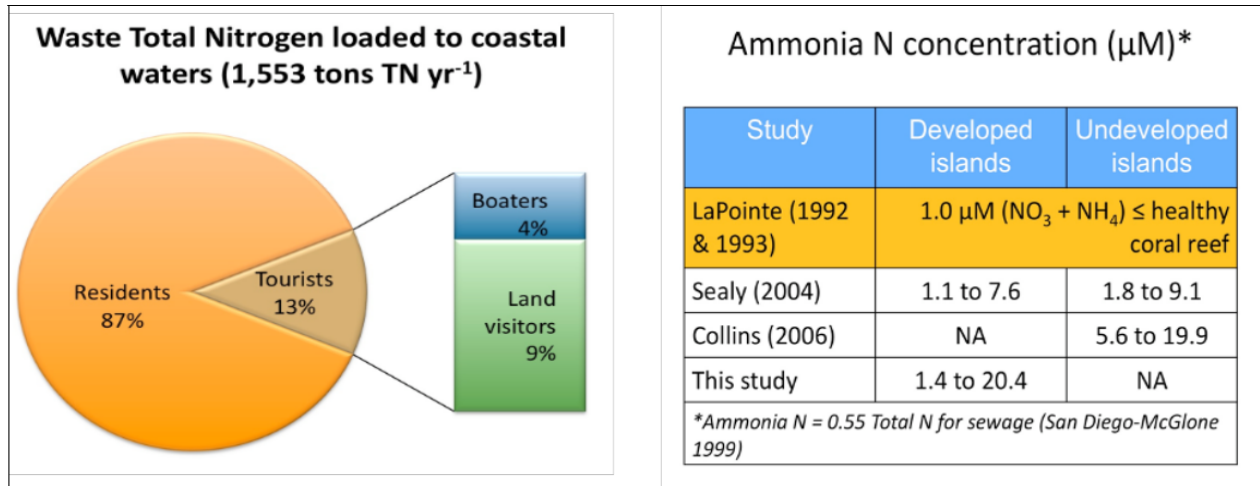 Waste Total Nitrogen loaded to coastal
waters (1,553 tons TN yr⁻¹)
Residents
87%
Tourists
13%
Boaters
4%
Land
visitors
9%
Ammonia N concentration (µM)*
Study
Developed
islands
Undeveloped
islands
LaPointe (1992
& 1993)
1.0 µM (NO₃ + NH₄) ≤ healthy
coral reef
Sealy (2004)
1.1 to 7.6
1.8 to 9.1
Collins (2006)
NA
5.6 to 19.9
This study
1.4 to 20.4
NA
*Ammonia N = 0.55 Total N for sewage (San Diego-McGlone
1999)